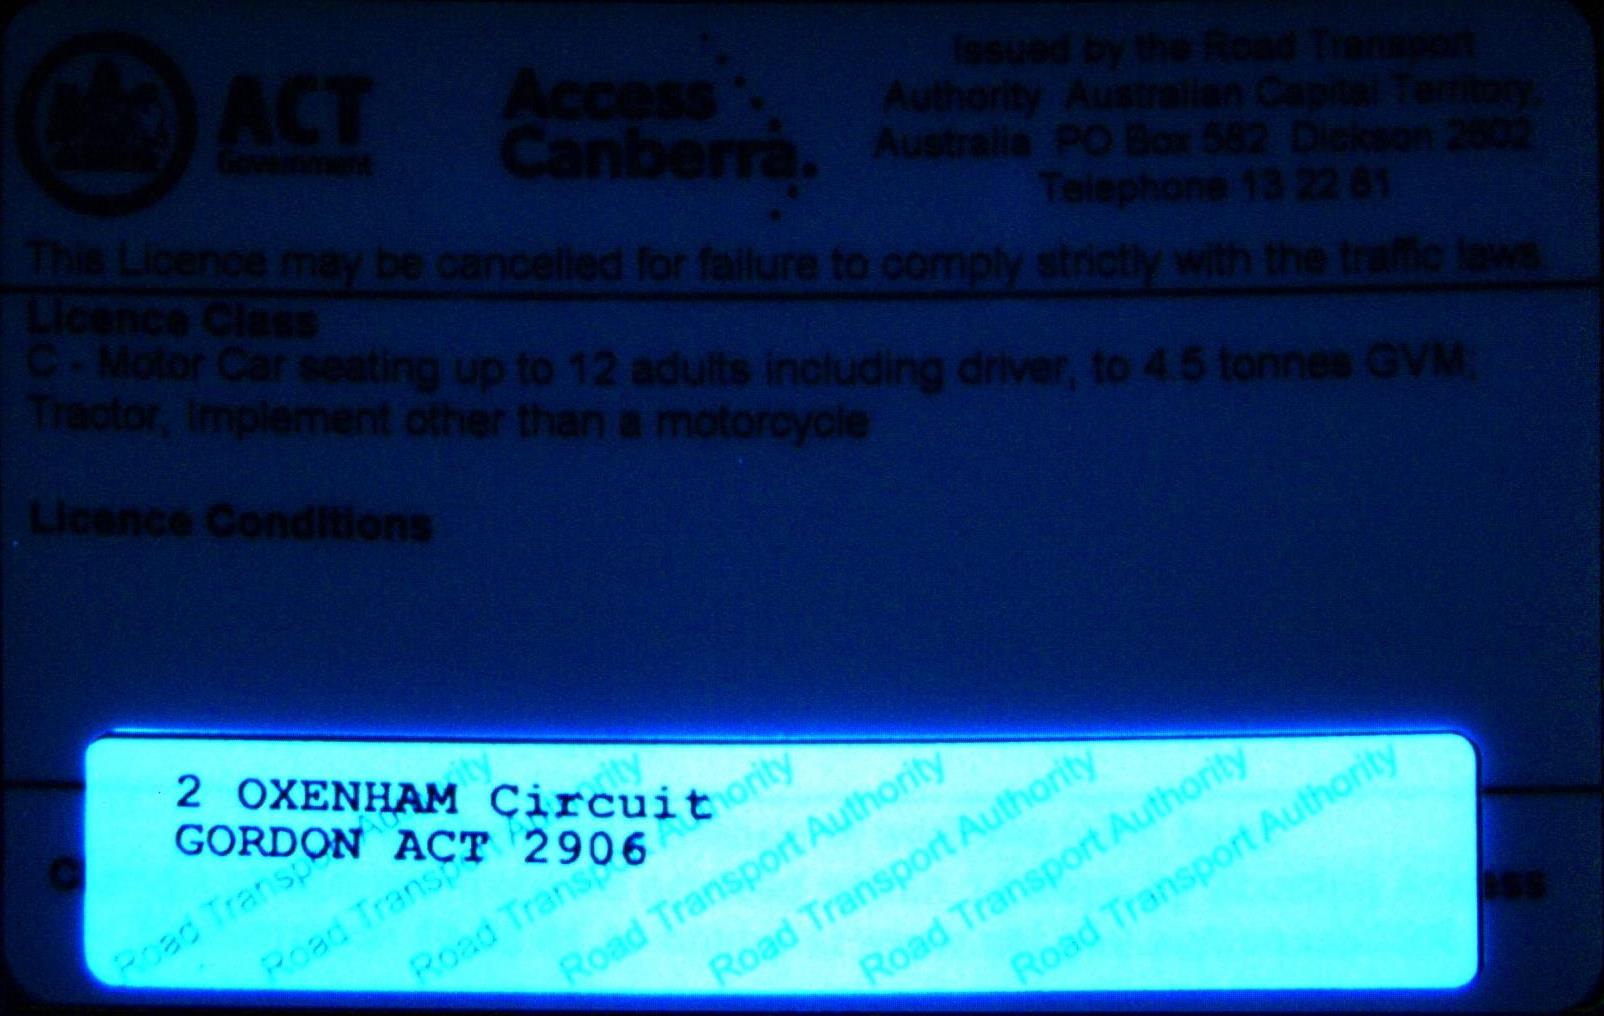 ACT
Government
Access
Canberra.
Issued by the Road Transport
Authority Australian Capital Territory,
Australia PO Box 582 Dickson 2602
Telephone 13 22 81
This Licence may be cancelled for failure to comply strictly with the traffic laws
Licence Class
C - Motor Car seating up to 12 adults including driver, to 4.5 tonnes GVM;
Tractor, Implement other than a motorcycle
Licence Conditions
2 OXENHAM Circuit
GORDON ACT 2906
Road Transport Authority
Road Transport Authority
Road Transport Authority
Road Transport Authority
Road Transport Authority
Road Transport Authority
Road Transport Authority